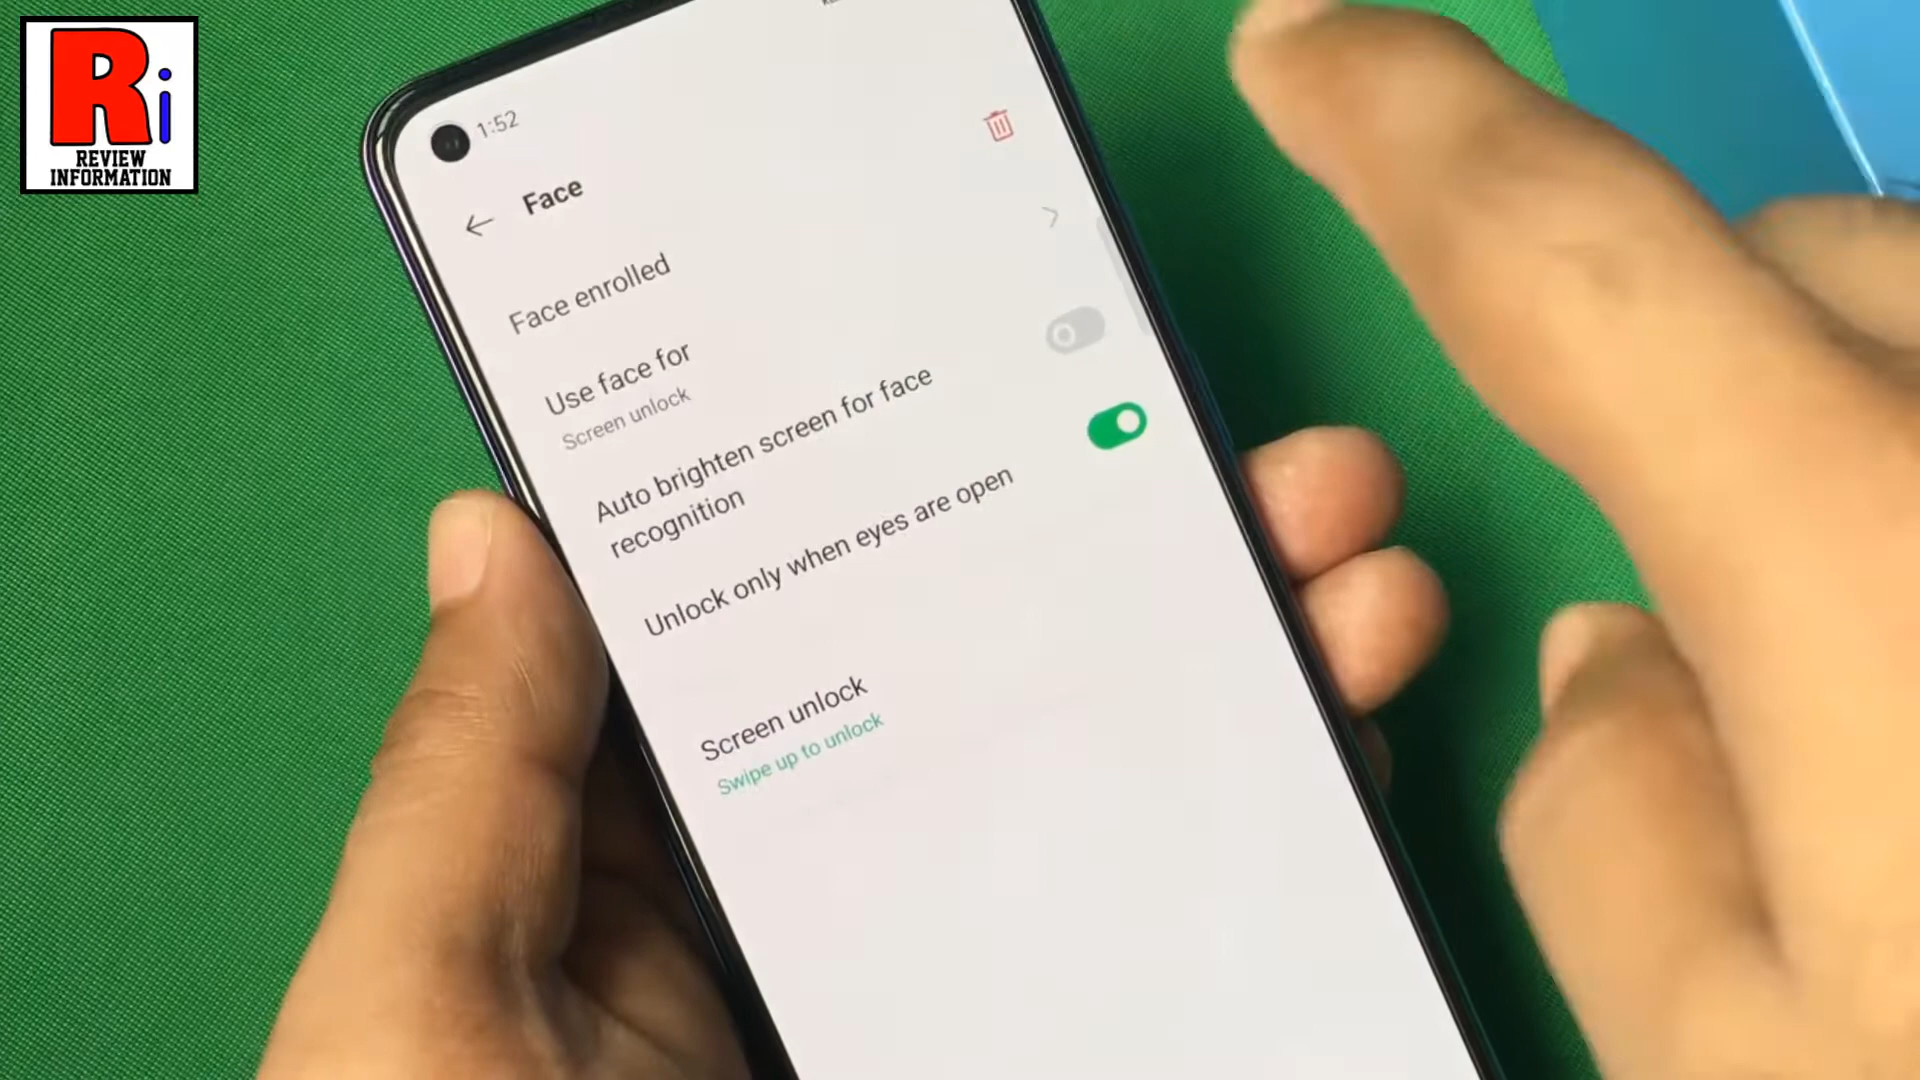 Ri
REVIEW
INFORMATION
1:52
Face
Face enrolled
Use face for
Screen unlock
Auto brighten screen for face
recognition
Unlock only when eyes are open
Screen unlock
Swipe up to unlock